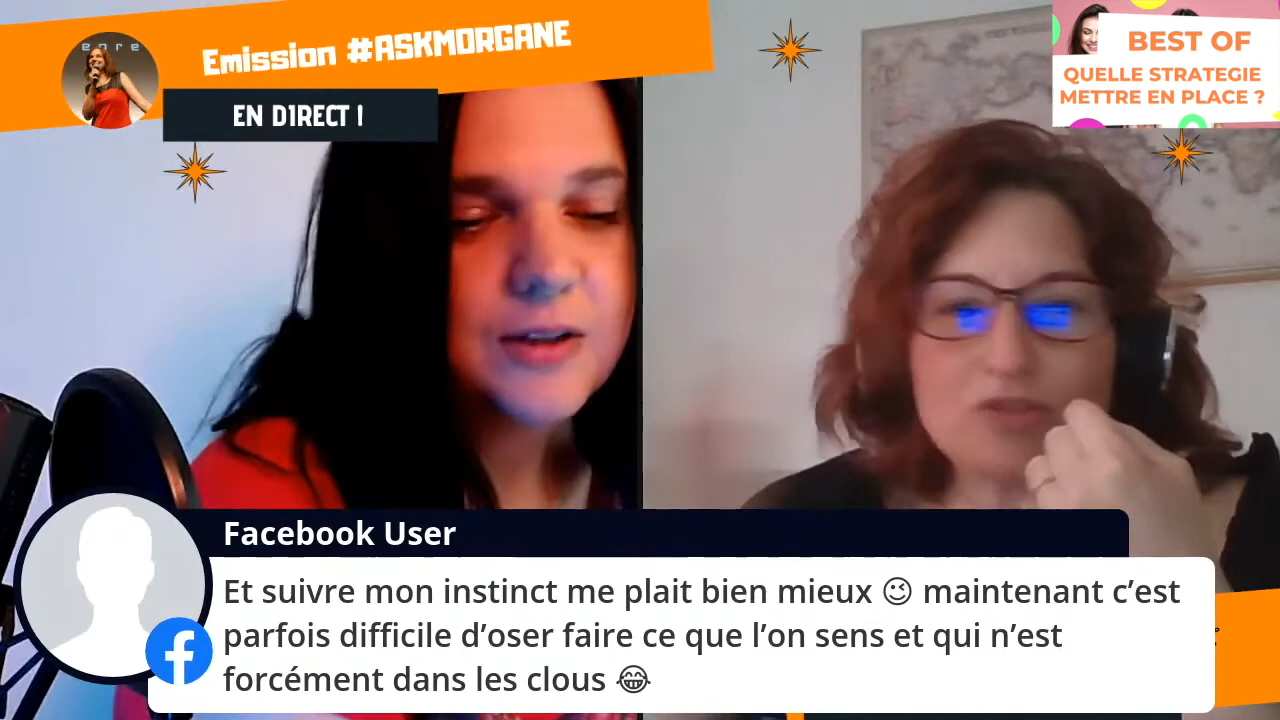 enre
Emission #ASKMORGANE
EN DIRECT !
BEST OF
QUELLE STRATEGIE
METTRE EN PLACE ?
Facebook User
Et suivre mon instinct me plait bien mieux 😉 maintenant c’est
parfois difficile d’oser faire ce que l’on sens et qui n’est
forcément dans les clous 😂